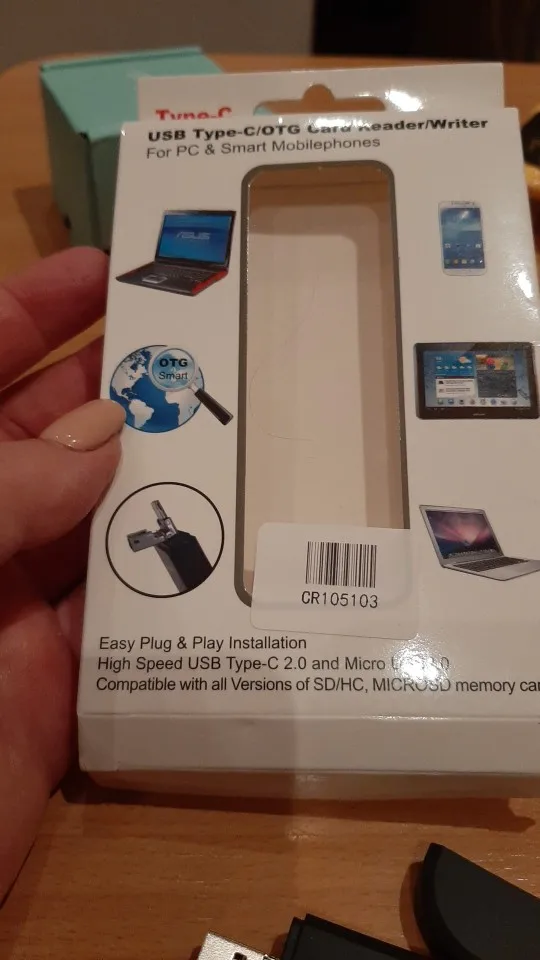 Type-C
USB Type-C/OTG Card Reader/Writer
For PC & Smart Mobilephones
ASUS
OTG
Smart
CR105103
Easy Plug & Play Installation
High Speed USB Type-C 2.0 and Micro
Compatible with all Versions of SD/HC, MICROSD memory